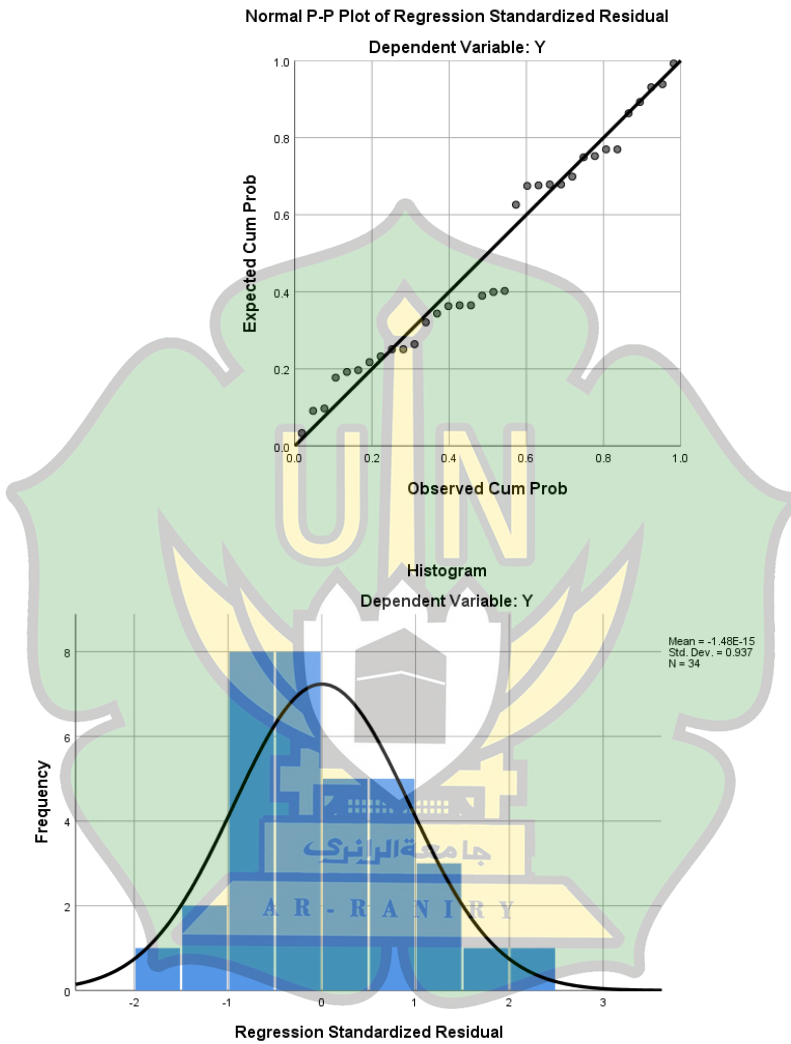 Normal P-P Plot of Regression Standardized Residual
Dependent Variable: Y
1.0
0.8
0.6
0.4
0.2
0.0
Expected Cum Prob
0.0 0.2 0.4 0.6 0.8 1.0
Observed Cum Prob
UIN
Histogram
Dependent Variable: Y
Mean = -1.48E-15
Std. Dev. = 0.937
N = 34
8
6
4
2
0
Frequency
جامعة الرانري
AR-RANIRY
-2 -1 0 1 2 3
Regression Standardized Residual